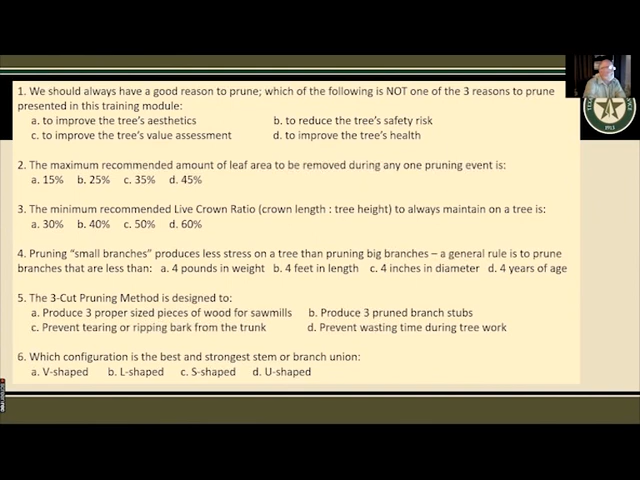 1. We should always have a good reason to prune; which of the following is NOT one of the 3 reasons to prune
presented in this training module:
a. to improve the tree's aesthetics b. to reduce the tree's safety risk
c. to improve the tree's value assessment d. to improve the tree's health
2. The maximum recommended amount of leaf area to be removed during any one pruning event is:
a. 15% b. 25% c. 35% d. 45%
3. The minimum recommended Live Crown Ratio (crown length : tree height) to always maintain on a tree is:
a. 30% b. 40% c. 50% d. 60%
4. Pruning "small branches" produces less stress on a tree than pruning big branches – a general rule is to prune
branches that are less than: a. 4 pounds in weight b. 4 feet in length c. 4 inches in diameter d. 4 years of age
5. The 3-Cut Pruning Method is designed to:
a. Produce 3 proper sized pieces of wood for sawmills b. Produce 3 pruned branch stubs
c. Prevent tearing or ripping bark from the trunk d. Prevent wasting time during tree work
6. Which configuration is the best and strongest stem or branch union:
a. V-shaped b. L-shaped c. S-shaped d. U-shaped